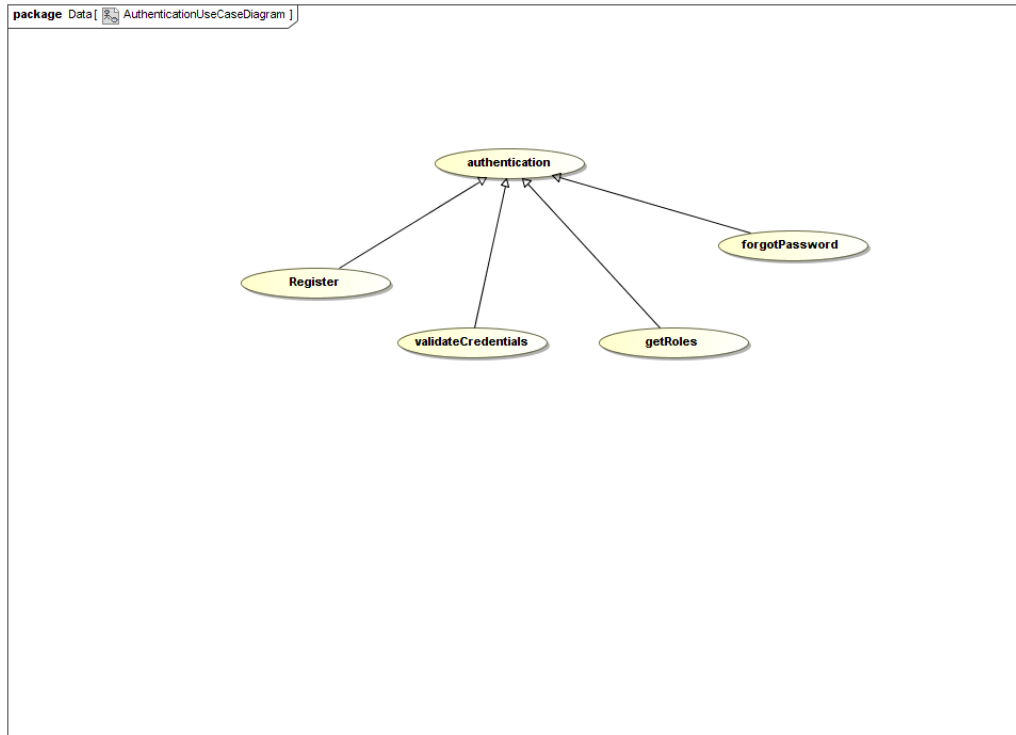 package Data[ AuthenticationUseCaseDiagram ]
authentication
forgotPassword
Register
validateCredentials
getRoles